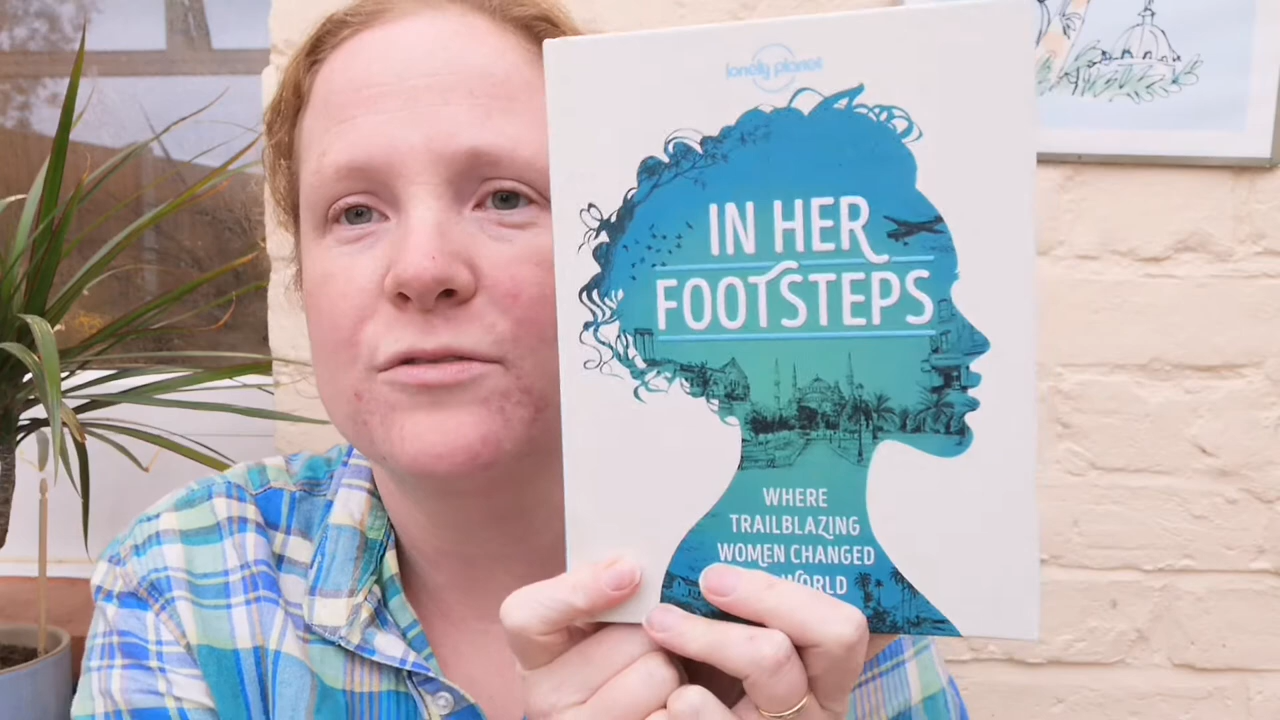 lonely planet
IN HER
FOOTSTEPS
WHERE
TRAILBLAZING
WOMEN CHANGED
WORLD